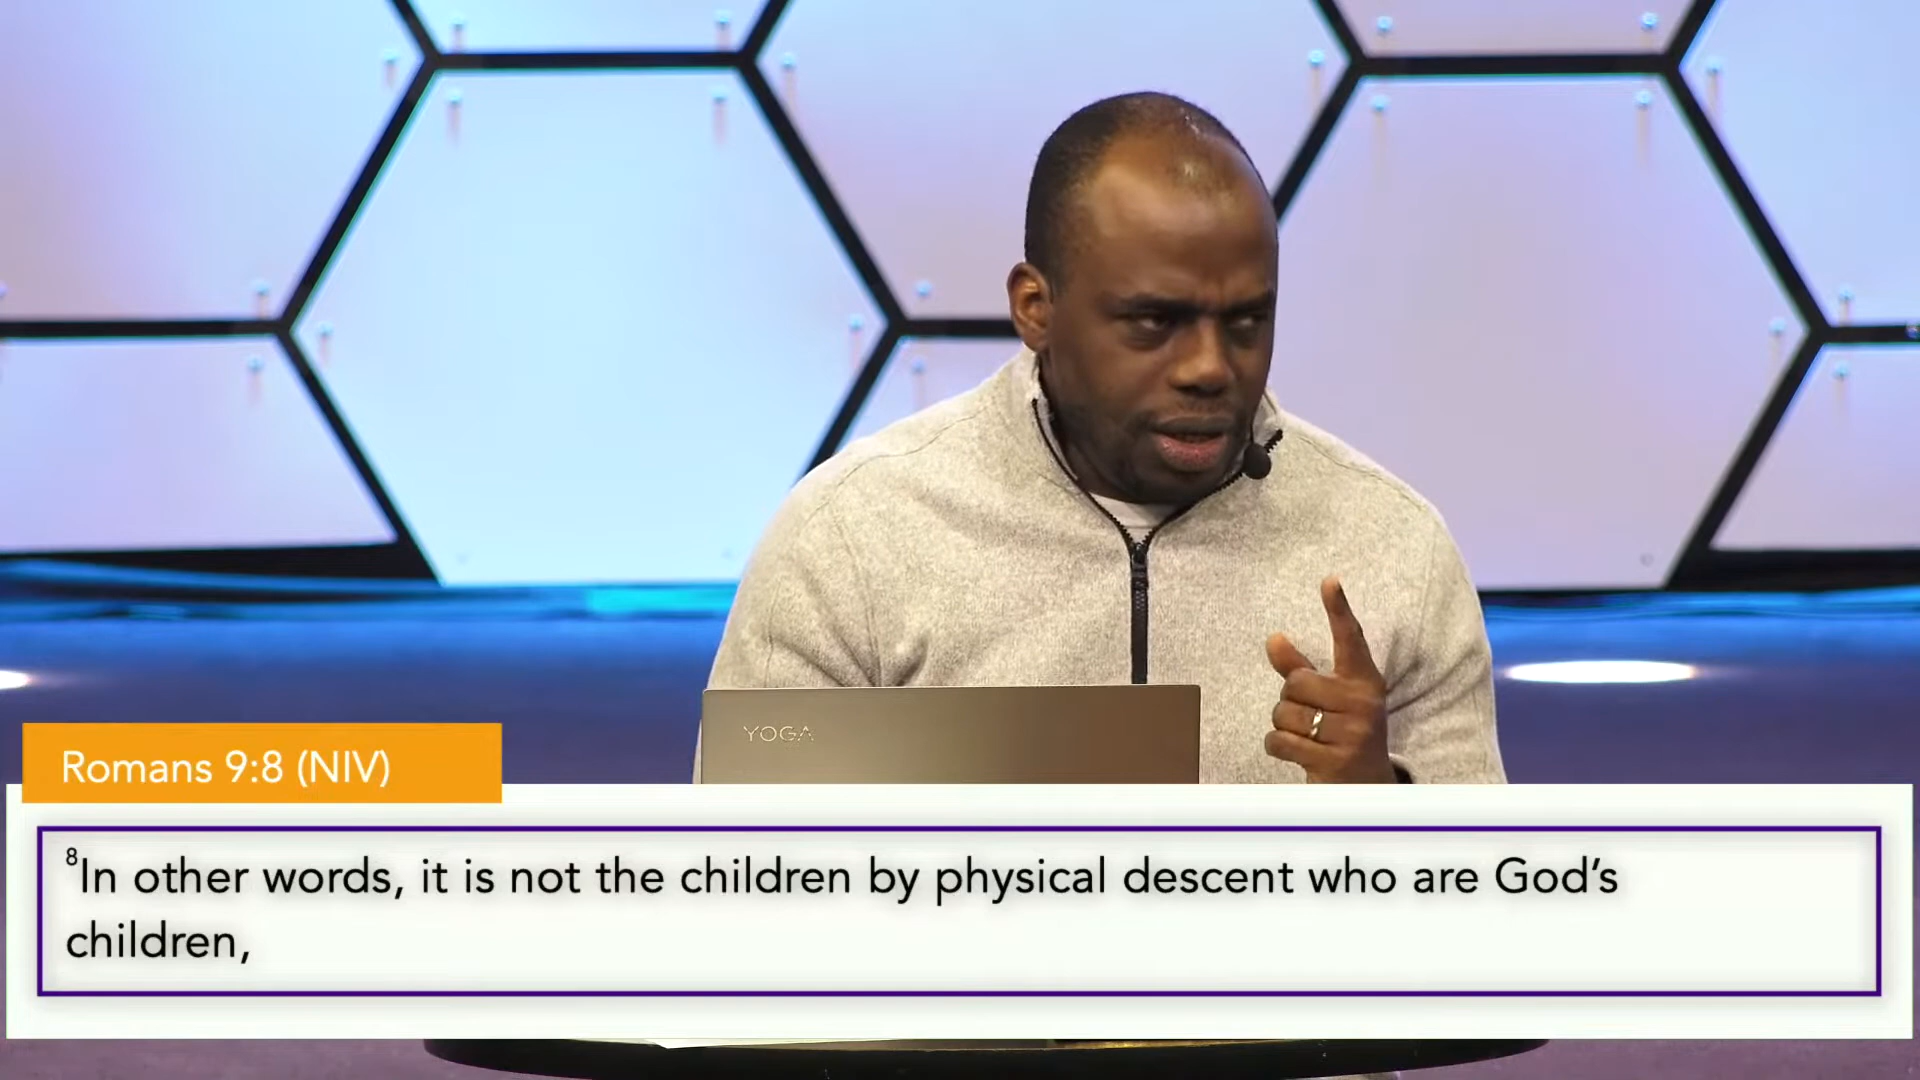 YOGA
Romans 9:8 (NIV)
⁸In other words, it is not the children by physical descent who are God’s
children,